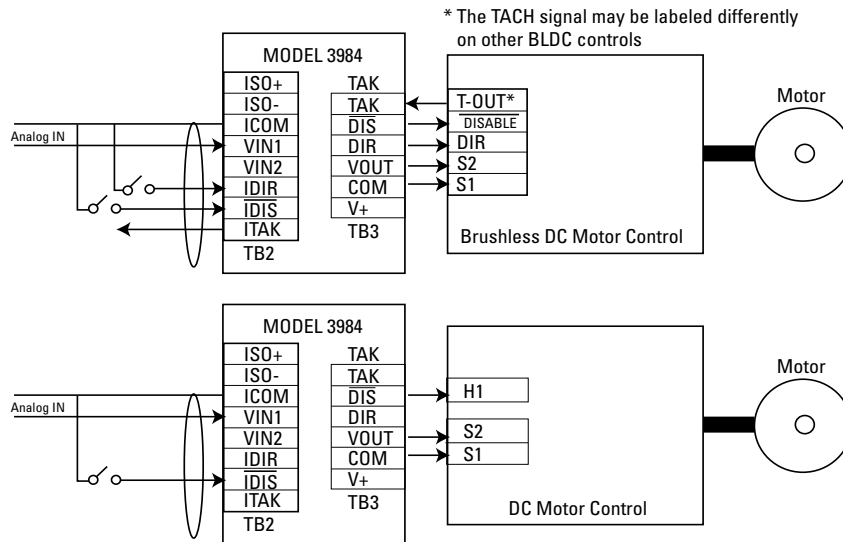 * The TACH signal may be labeled differently
on other BLDC controls
MODEL 3984
ISO+
ISO-
ICOM
VIN1
VIN2
IDIR
IDIS
ITAK
TB2
TAK
TAK
DIS
DIR
VOUT
COM
V+
TB3
Analog IN
T-OUT*
DISABLE
DIR
S2
S1
Brushless DC Motor Control
Motor
MODEL 3984
ISO+
ISO-
ICOM
VIN1
VIN2
IDIR
IDIS
ITAK
TB2
TAK
TAK
DIS
DIR
VOUT
COM
V+
TB3
Analog IN
H1
S2
S1
DC Motor Control
Motor